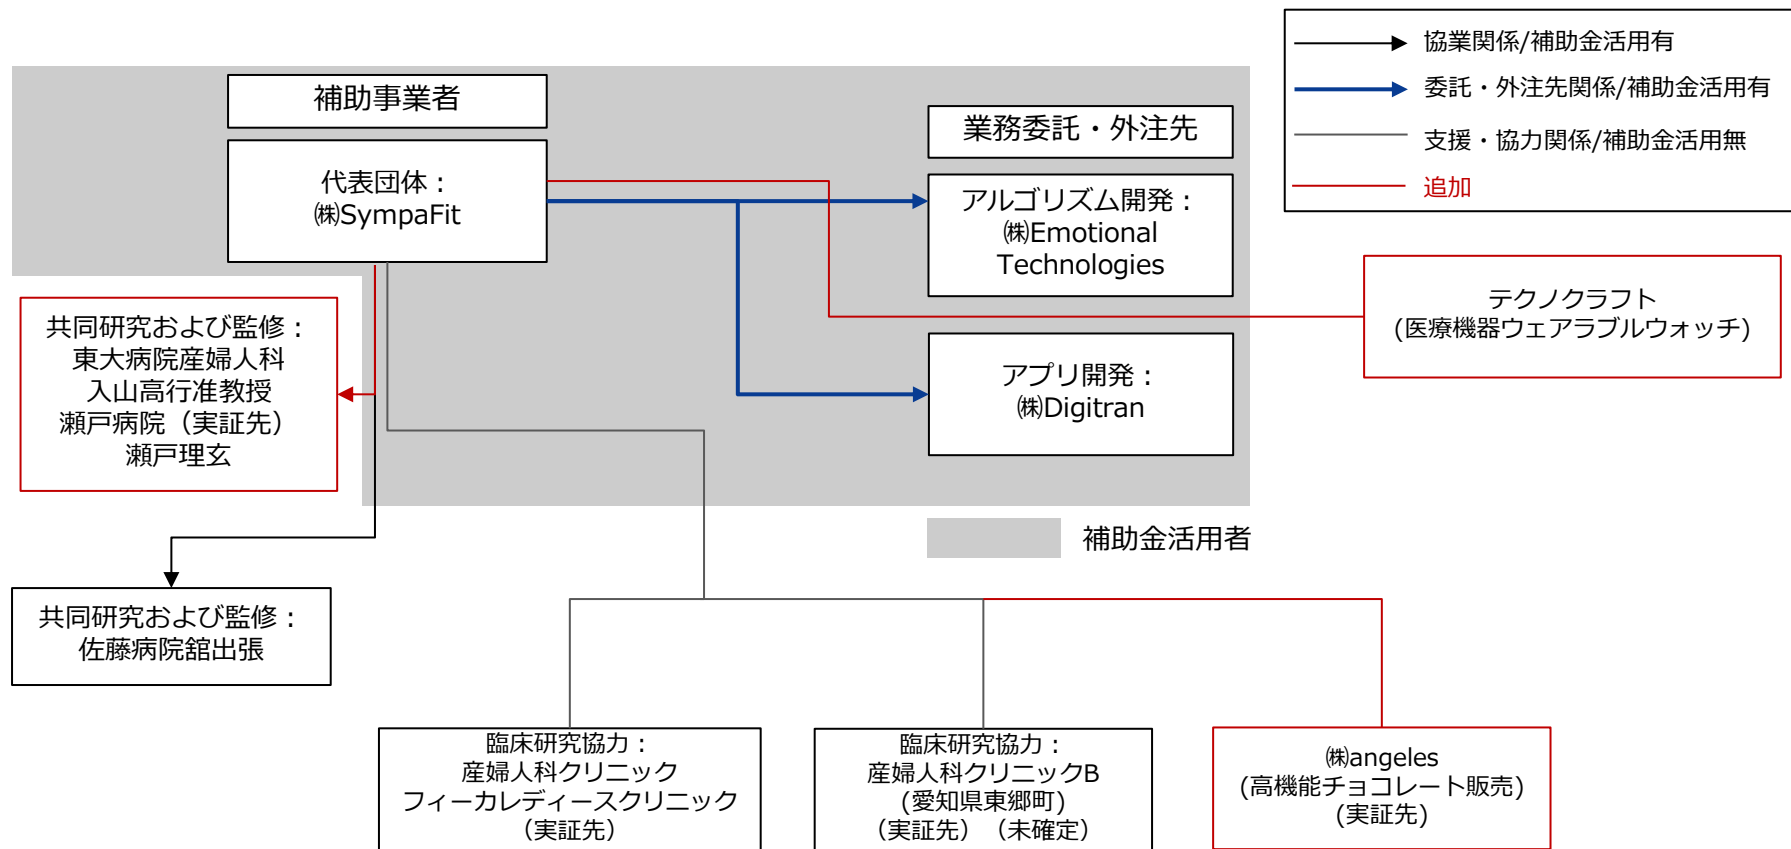 協業関係/補助金活用有
委託・外注先関係/補助金活用有
支援・協力関係/補助金活用無
追加
補助事業者
代表団体：
㈱SympaFit
業務委託・外注先
アルゴリズム開発：
㈱Emotional
Technologies
アプリ開発：
㈱Digitran
テクノクラフト
(医療機器ウェアラブルウォッチ)
共同研究および監修：
東大病院産婦人科
入山高行准教授
瀬戸病院（実証先）
瀬戸理玄
補助金活用者
共同研究および監修：
佐藤病院舘出張
臨床研究協力：
産婦人科クリニック
フィーカレディースクリニック
（実証先）
臨床研究協力：
産婦人科クリニックB
(愛知県東郷町)
（実証先）（未確定）
㈱angeles
(高機能チョコレート販売)
(実証先)